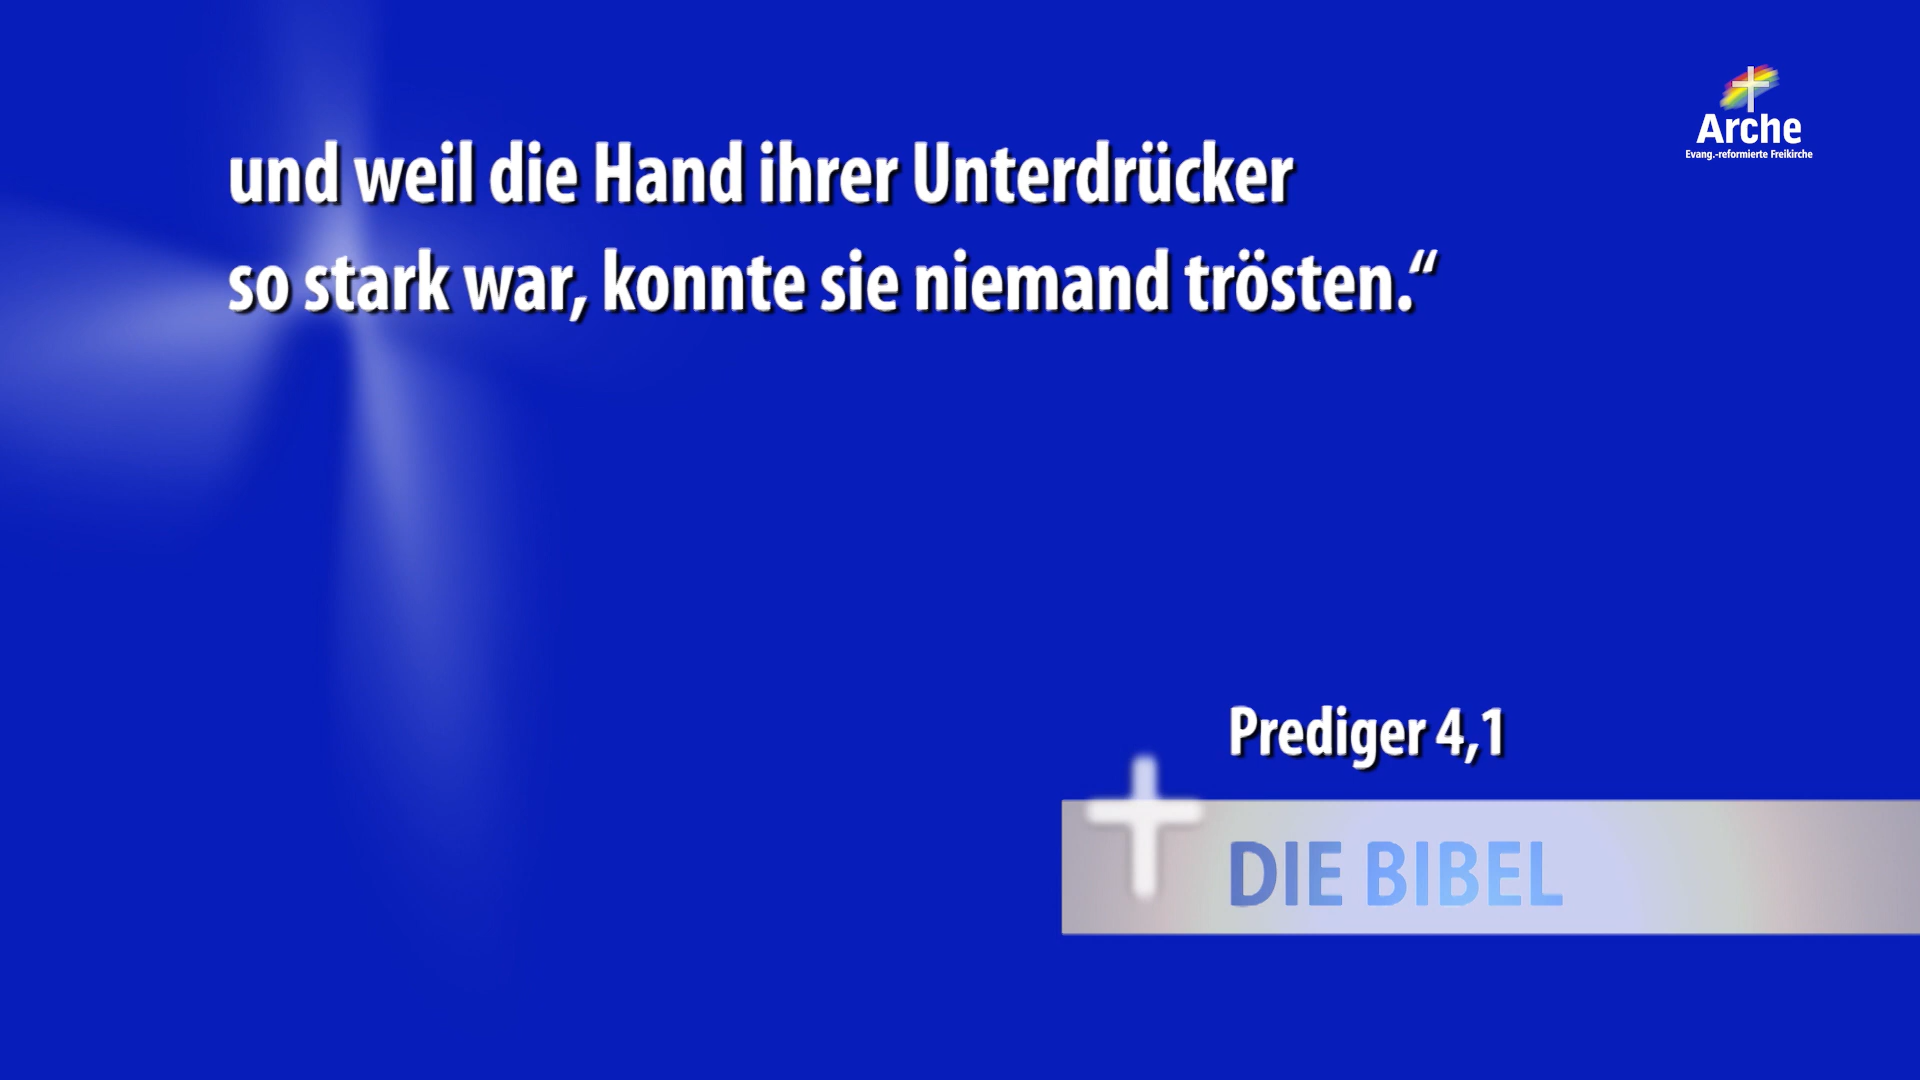 Arche
Evang.-reformierte Freikirche
und weil die Hand ihrer Unterdrücker
so stark war, konnte sie niemand trösten.“
Prediger 4,1
DIE BIBEL